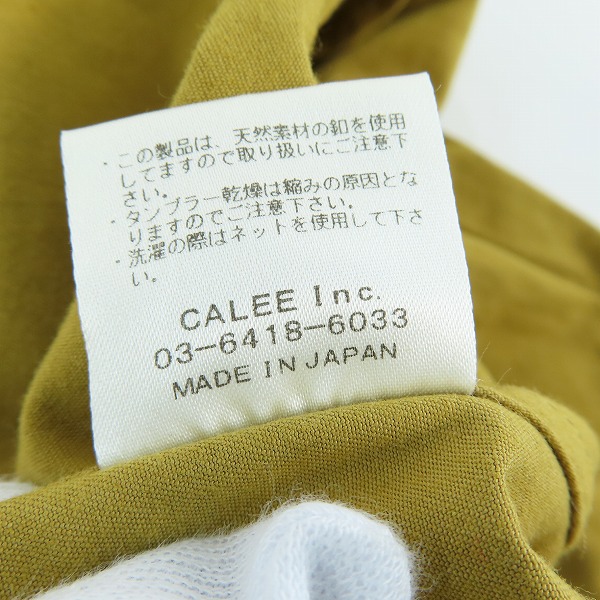 ・この製品は、天然素材の釦を使用
してますので取り扱いにご注意下
さい。
・タンブラー乾燥は縮みの原因とな
りますのでご注意下さい。
・洗濯の際はネットを使用して下さ
い。
CALEE Inc.
03-6418-6033
MADE IN JAPAN